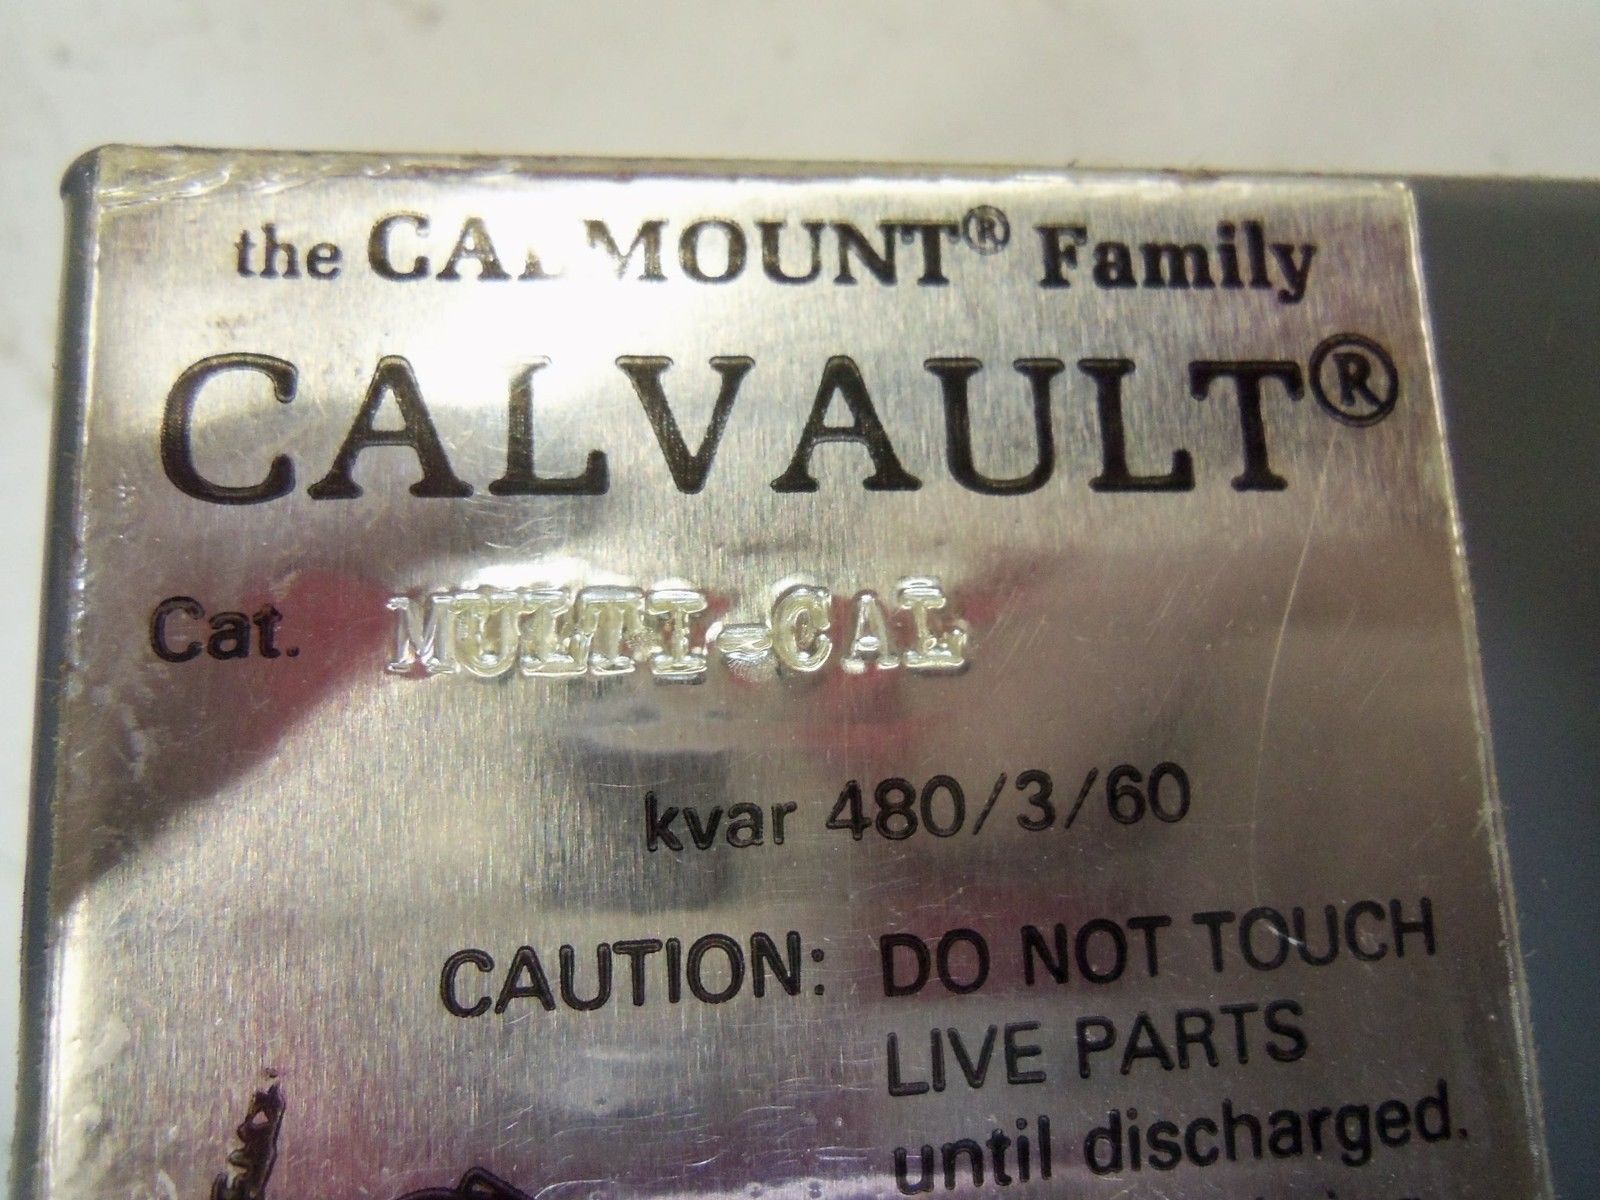 the CALMOUNT® Family
CALVAULT®
Cat. MULTI-CAL
kvar 480/3/60
CAUTION: DO NOT TOUCH
LIVE PARTS
until discharged.